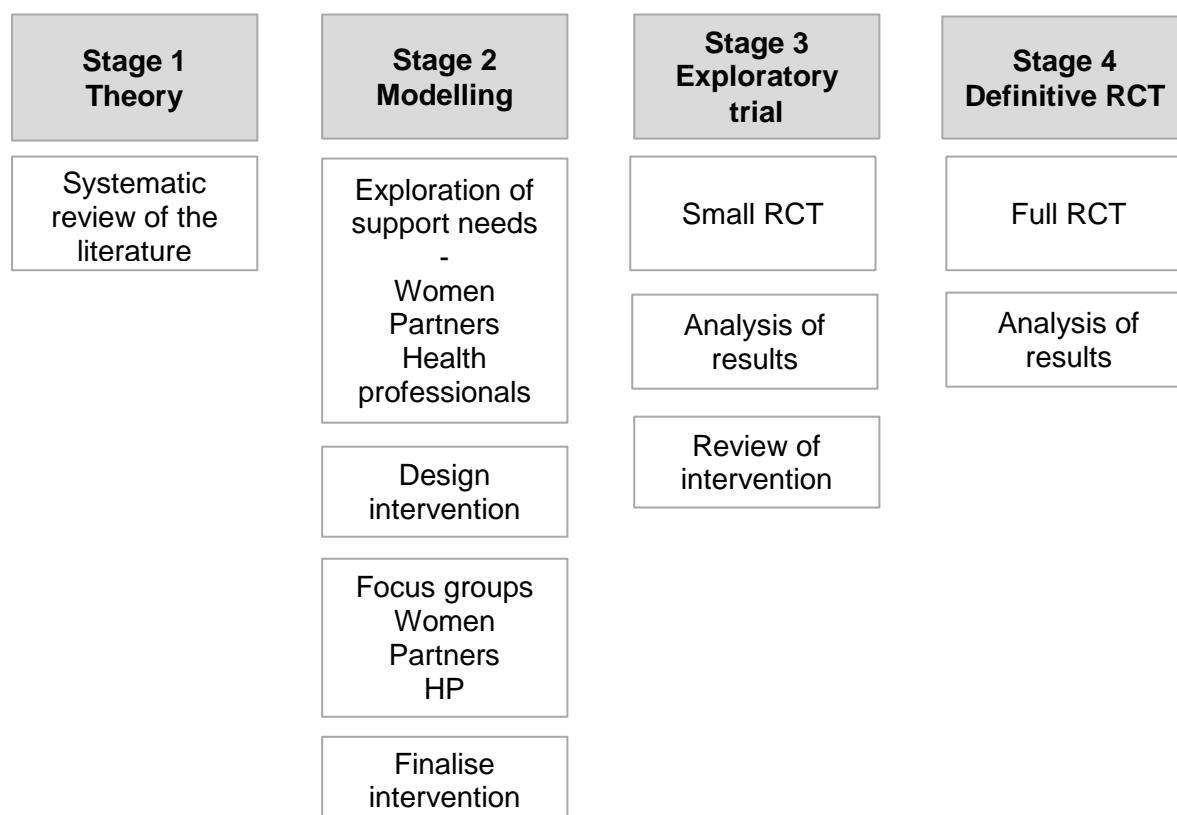 Stage 1
Theory
Systematic
review of the
literature
Stage 2
Modelling
Exploration of
support needs
-
Women
Partners
Health
professionals
Design
intervention
Focus groups
Women
Partners
HP
Finalise
intervention
Stage 3
Exploratory
trial
Small RCT
Analysis of
results
Review of
intervention
Stage 4
Definitive RCT
Full RCT
Analysis of
results